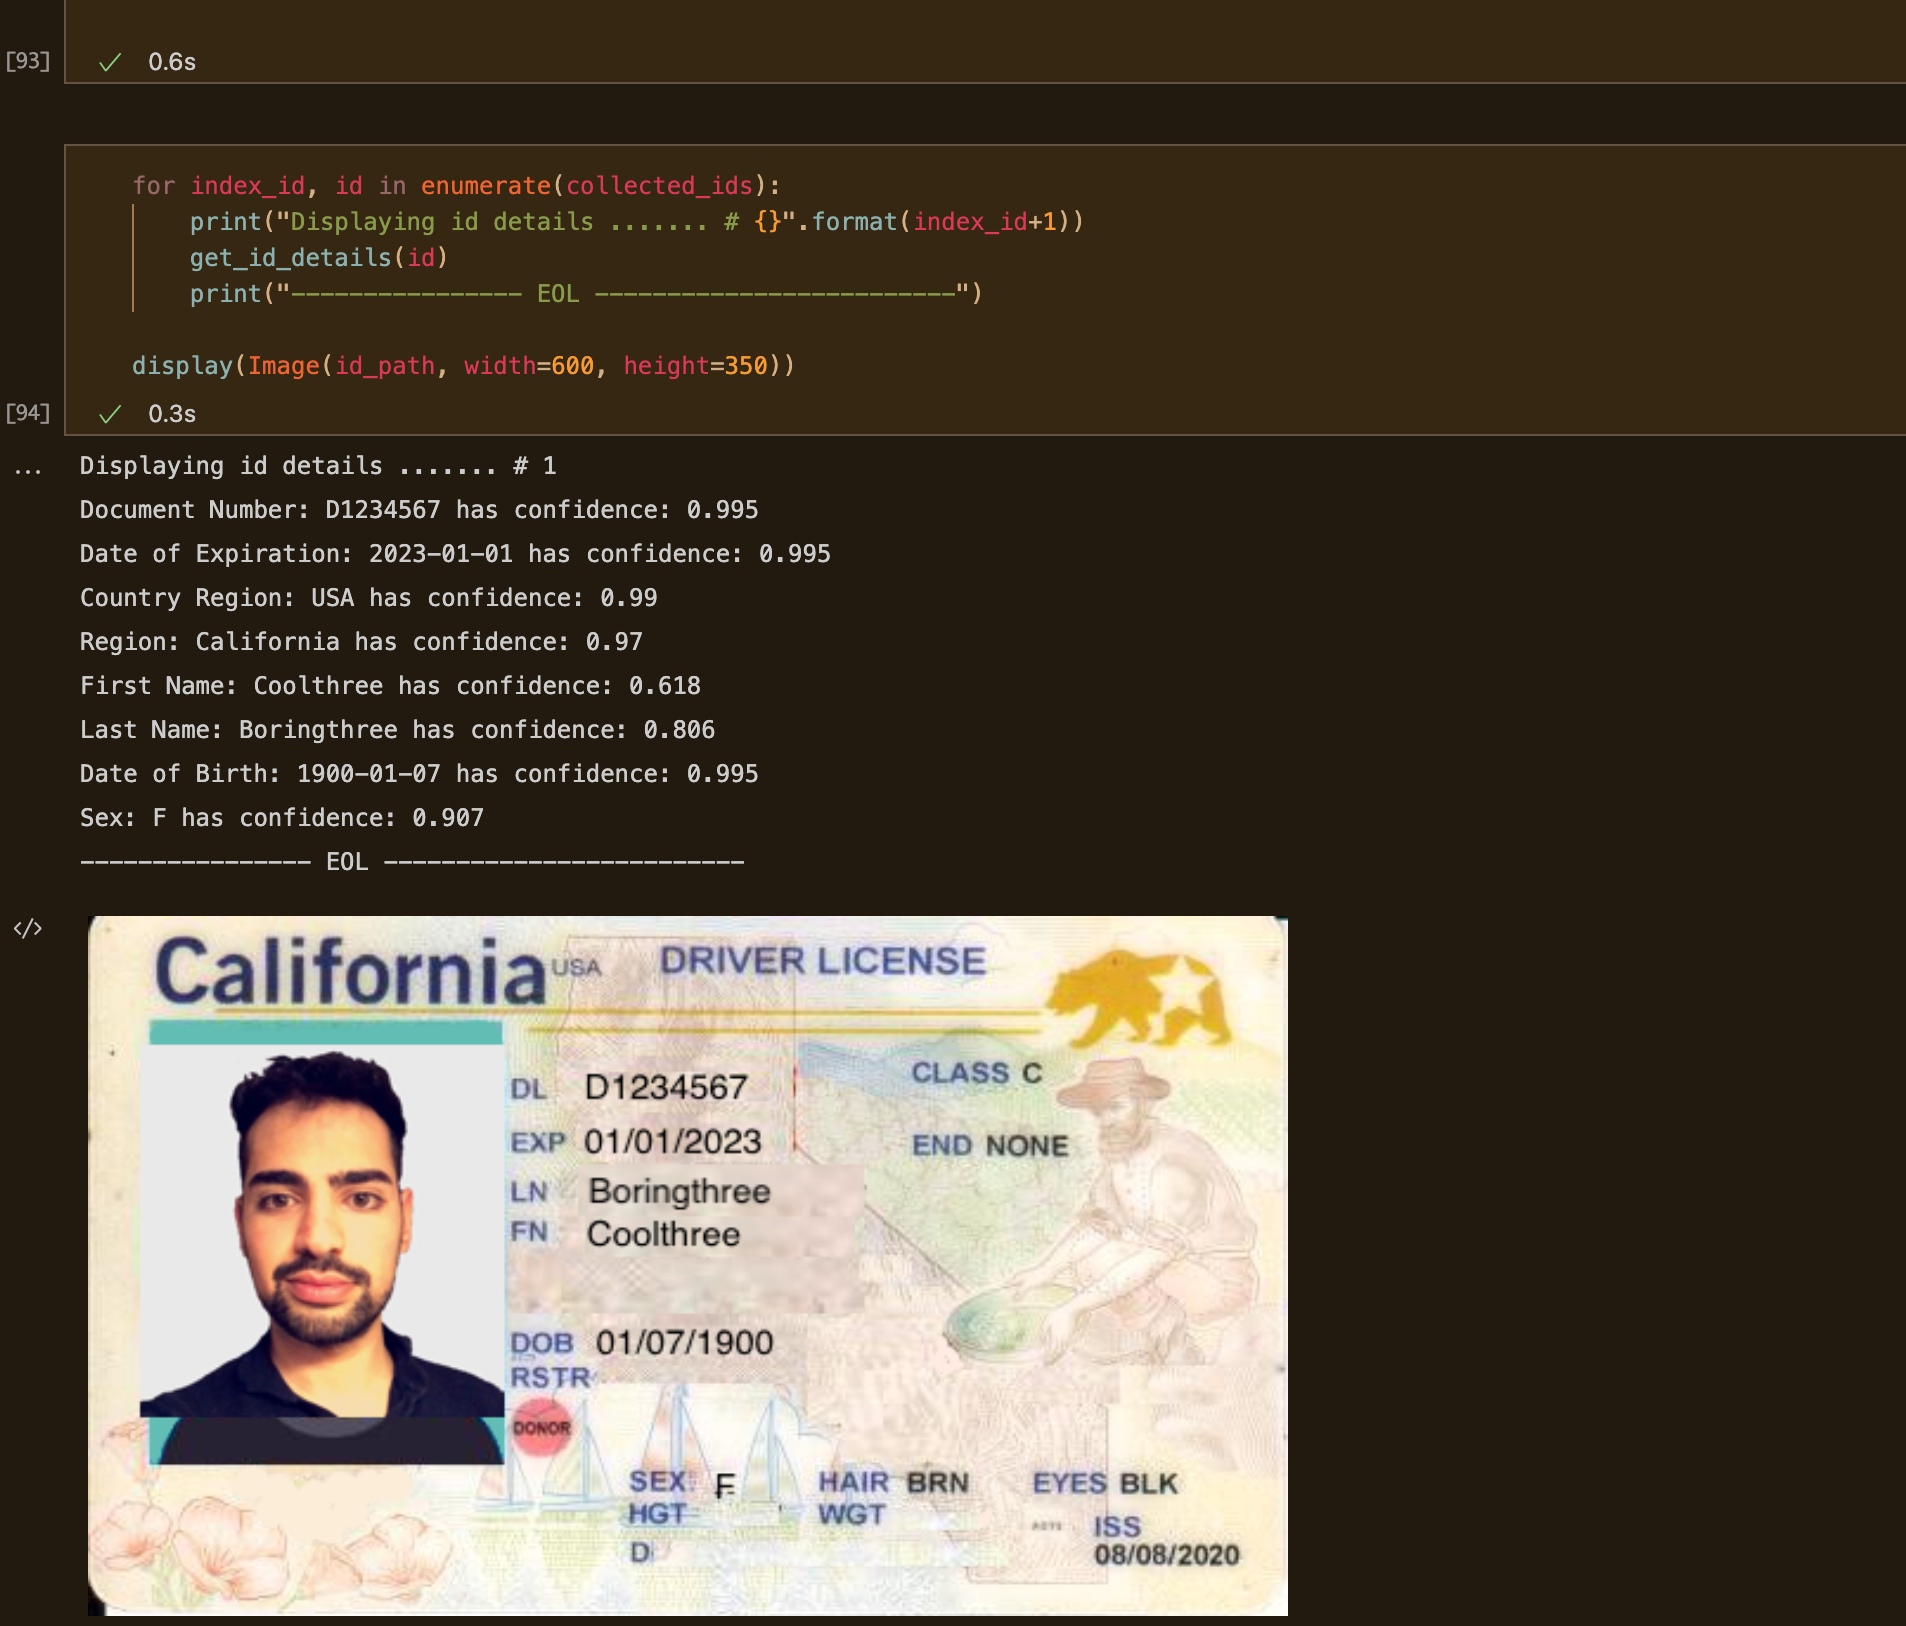 [93] ✓ 0.6s
for index_id, id in enumerate(collected_ids):
    print("Displaying id details ....... # {}".format(index_id+1))
    get_id_details(id)
    print("---------------- EOL -------------------------")
display(Image(id_path, width=600, height=350))
[94] ✓ 0.3s
... Displaying id details ....... # 1
Document Number: D1234567 has confidence: 0.995
Date of Expiration: 2023-01-01 has confidence: 0.995
Country Region: USA has confidence: 0.99
Region: California has confidence: 0.97
First Name: Coolthree has confidence: 0.618
Last Name: Boringthree has confidence: 0.806
Date of Birth: 1900-01-07 has confidence: 0.995
Sex: F has confidence: 0.907
---------------- EOL -------------------------
</>
California USA DRIVER LICENSE
CLASS C
DL D1234567
EXP 01/01/2023
END NONE
LN Boringthree
FN Coolthree
DOB 01/07/1900
RSTR
DONOR
SEX F HAIR BRN EYES BLK
HGT WGT
ISS
D
08/08/2020